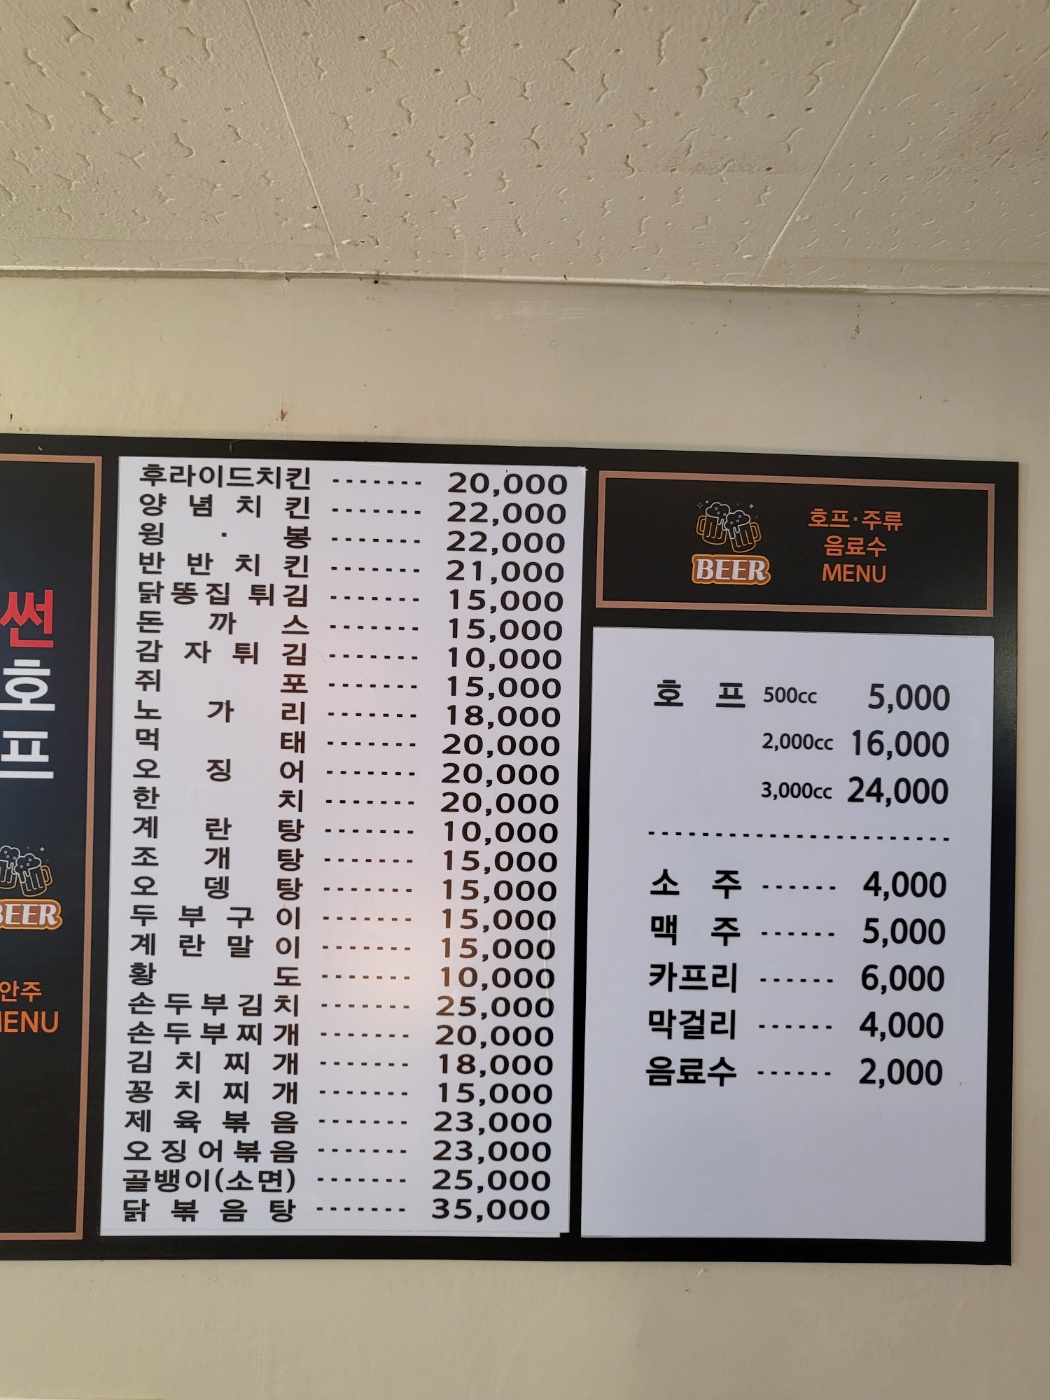 썬
호
프
BEER
안주
MENU
후라이드치킨 ------- 20,000
양념치킨 ------- 22,000
윙·봉 ------- 22,000
반반치킨 ------- 21,000
닭똥집튀김 ------- 15,000
돈까스 ------- 15,000
감자튀김 ------- 10,000
쥐포 ------- 15,000
노가리 ------- 18,000
먹태 ------- 20,000
오징어 ------- 20,000
한치 ------- 20,000
계란탕 ------- 10,000
조개탕 ------- 15,000
오뎅탕 ------- 15,000
두부구이 ------- 15,000
계란말이 ------- 15,000
황도 ------- 10,000
손두부김치 ------- 25,000
손두부찌개 ------- 20,000
김치찌개 ------- 18,000
꽁치찌개 ------- 15,000
제육볶음 ------- 23,000
오징어볶음 ------- 23,000
골뱅이(소면) ------- 25,000
닭볶음탕 ------- 35,000
BEER
호프·주류
음료수
MENU
호프 500cc 5,000
2,000cc 16,000
3,000cc 24,000
소주 ------ 4,000
맥주 ------ 5,000
카프리 ------ 6,000
막걸리 ------ 4,000
음료수 ------ 2,000